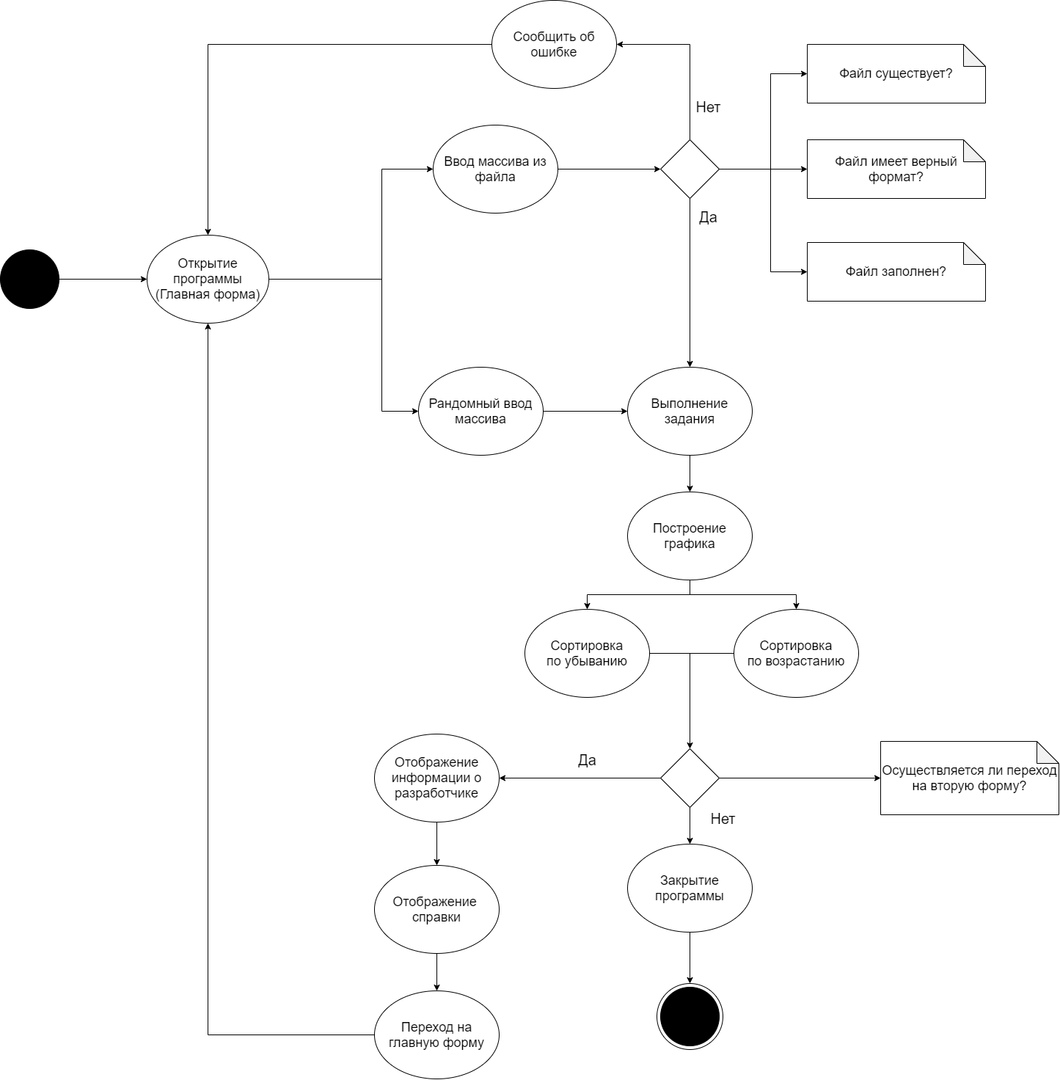 Сообщить об
ошибке
Нет
Файл существует?
Ввод массива из
файла
Файл имеет верный
формат?
Да
Открытие
программы
(Главная форма)
Файл заполнен?
Рандомный ввод
массива
Выполнение
задания
Построение
графика
Сортировка
по убыванию
Сортировка
по возрастанию
Отображение
информации о
разработчике
Да
Осуществляется ли переход
на вторую форму?
Нет
Закрытие
программы
Отображение
справки
Переход на
главную форму